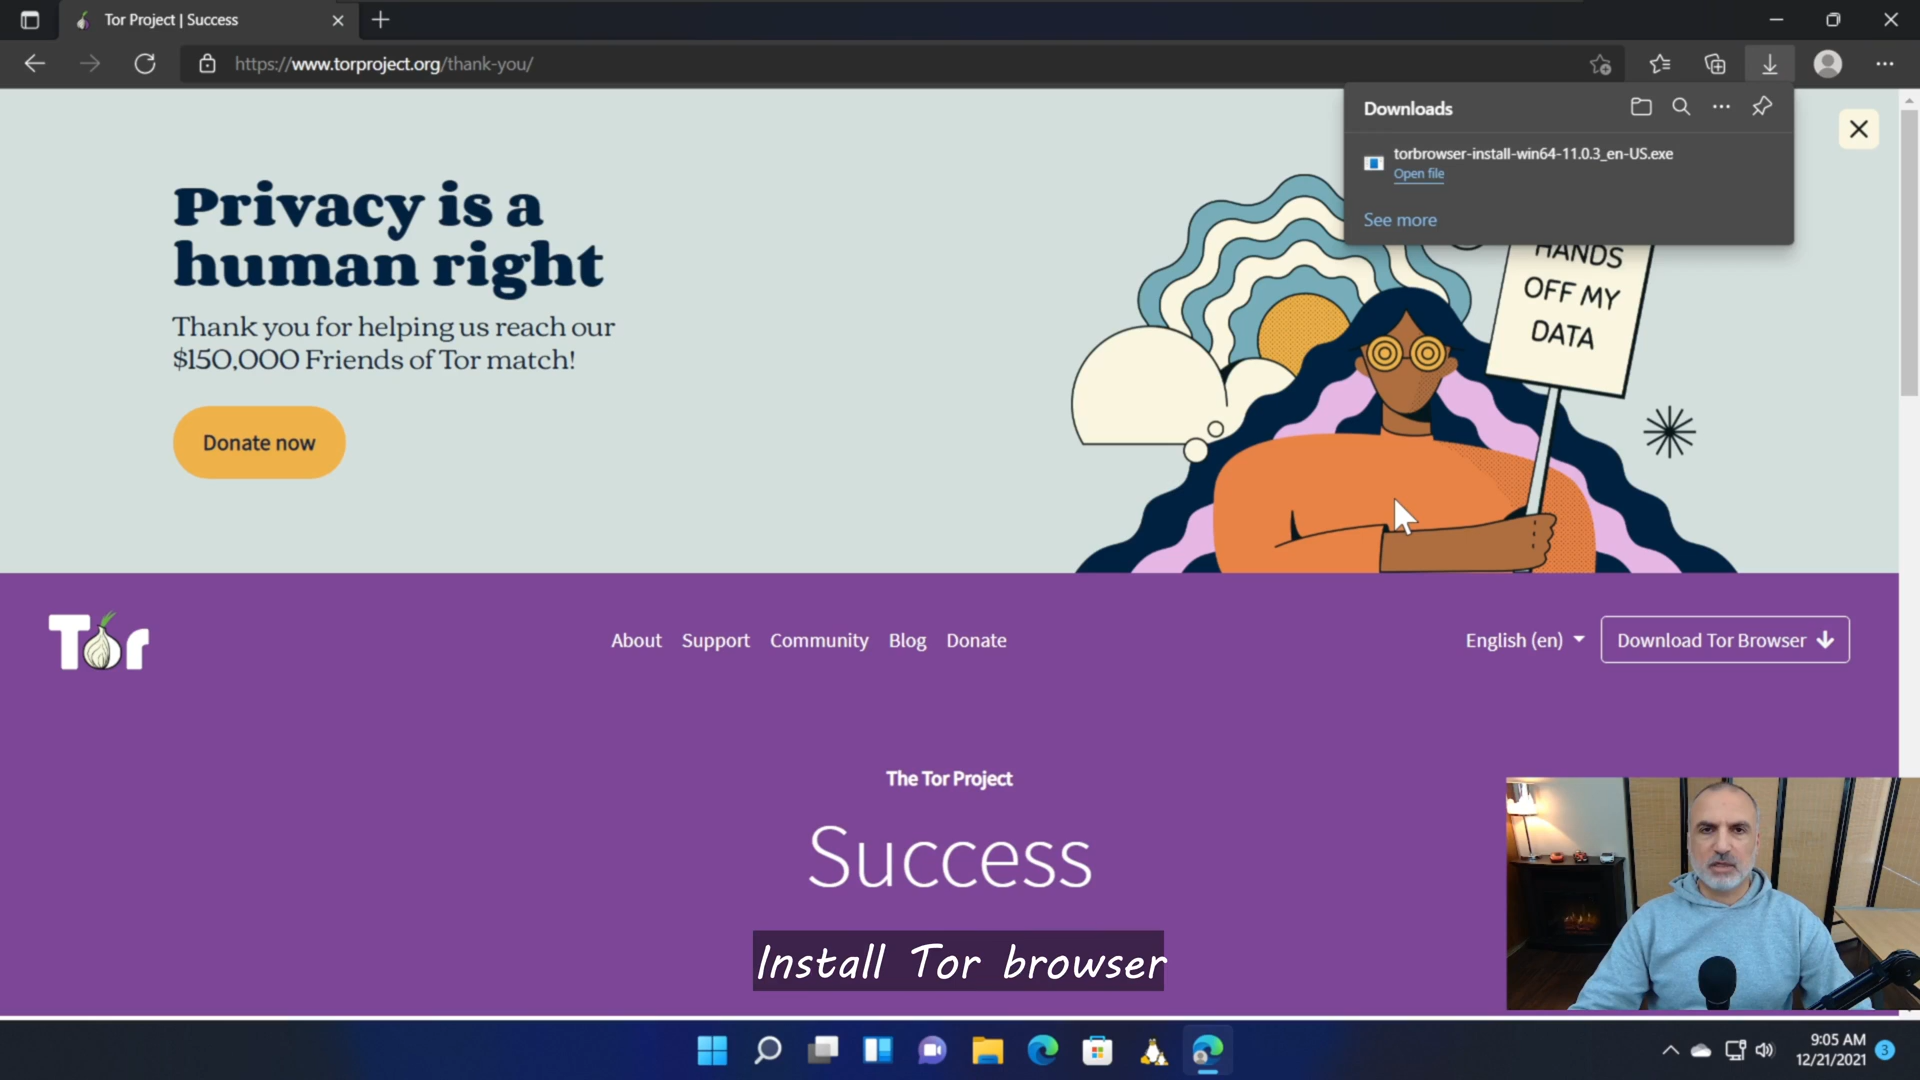 Tor Project | Success
https://www.torproject.org/thank-you/
Downloads
torbrowser-install-win64-11.0.3_en-US.exe
Open file
See more
Privacy is a
human right
Thank you for helping us reach our
$150,000 Friends of Tor match!
Donate now
HANDS
OFF MY
DATA
Tor
About
Support
Community
Blog
Donate
English (en)
Download Tor Browser
The Tor Project
Success
Install Tor browser
9:05 AM
12/21/2021
3